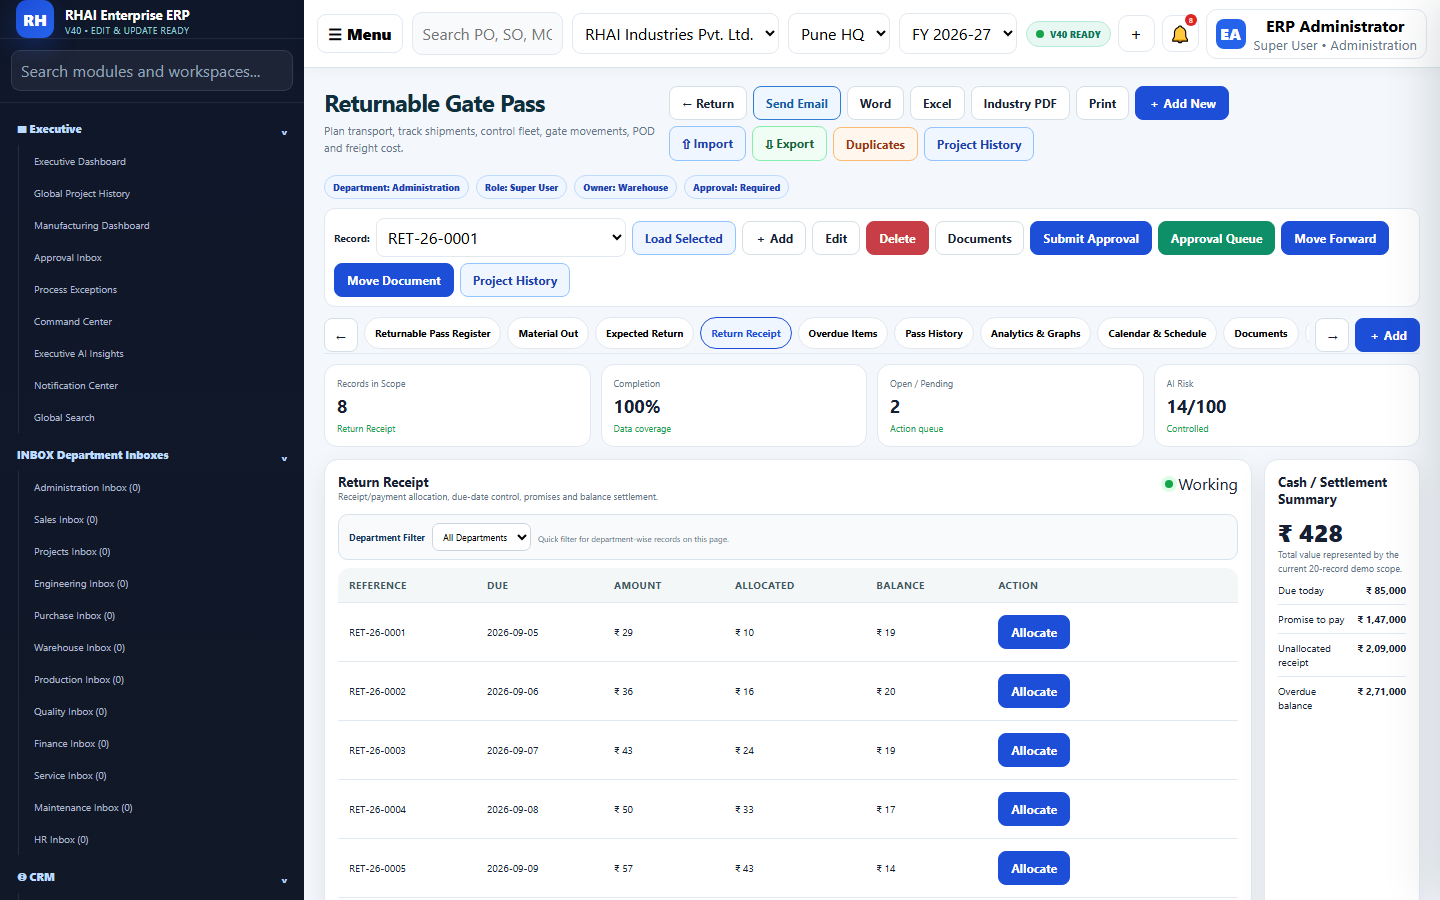 RH
RHAI Enterprise ERP
V40 • EDIT & UPDATE READY
Search modules and workspaces...
Executive
Executive Dashboard
Global Project History
Manufacturing Dashboard
Approval Inbox
Process Exceptions
Command Center
Executive AI Insights
Notification Center
Global Search
INBOX Department Inboxes
Administration Inbox (0)
Sales Inbox (0)
Projects Inbox (0)
Engineering Inbox (0)
Purchase Inbox (0)
Warehouse Inbox (0)
Production Inbox (0)
Quality Inbox (0)
Finance Inbox (0)
Service Inbox (0)
Maintenance Inbox (0)
HR Inbox (0)
CRM
☰ Menu
Search PO, SO, MO
RHAI Industries Pvt. Ltd.
Pune HQ
FY 2026-27
V40 READY
+
8
EA
ERP Administrator
Super User • Administration
Returnable Gate Pass
Plan transport, track shipments, control fleet, gate movements, POD
and freight cost.
← Return
Send Email
Word
Excel
Industry PDF
Print
+ Add New
⇧ Import
⇩ Export
Duplicates
Project History
Department: Administration
Role: Super User
Owner: Warehouse
Approval: Required
Record:
RET-26-0001
Load Selected
+ Add
Edit
Delete
Documents
Submit Approval
Approval Queue
Move Forward
Move Document
Project History
←
Returnable Pass Register
Material Out
Expected Return
Return Receipt
Overdue Items
Pass History
Analytics & Graphs
Calendar & Schedule
Documents
→
+ Add
Records in Scope
8
Return Receipt
Completion
100%
Data coverage
Open / Pending
2
Action queue
AI Risk
14/100
Controlled
Return Receipt
Receipt/payment allocation, due-date control, promises and balance settlement.
Working
Department Filter
All Departments
Quick filter for department-wise records on this page.
REFERENCE DUE AMOUNT ALLOCATED BALANCE ACTION
RET-26-0001 2026-09-05 ₹ 29 ₹ 10 ₹ 19 Allocate
RET-26-0002 2026-09-06 ₹ 36 ₹ 16 ₹ 20 Allocate
RET-26-0003 2026-09-07 ₹ 43 ₹ 24 ₹ 19 Allocate
RET-26-0004 2026-09-08 ₹ 50 ₹ 33 ₹ 17 Allocate
RET-26-0005 2026-09-09 ₹ 57 ₹ 43 ₹ 14 Allocate
Cash / Settlement
Summary
₹ 428
Total value represented by the
current 20-record demo scope.
Due today ₹ 85,000
Promise to pay ₹ 1,47,000
Unallocated
receipt ₹ 2,09,000
Overdue
balance ₹ 2,71,000